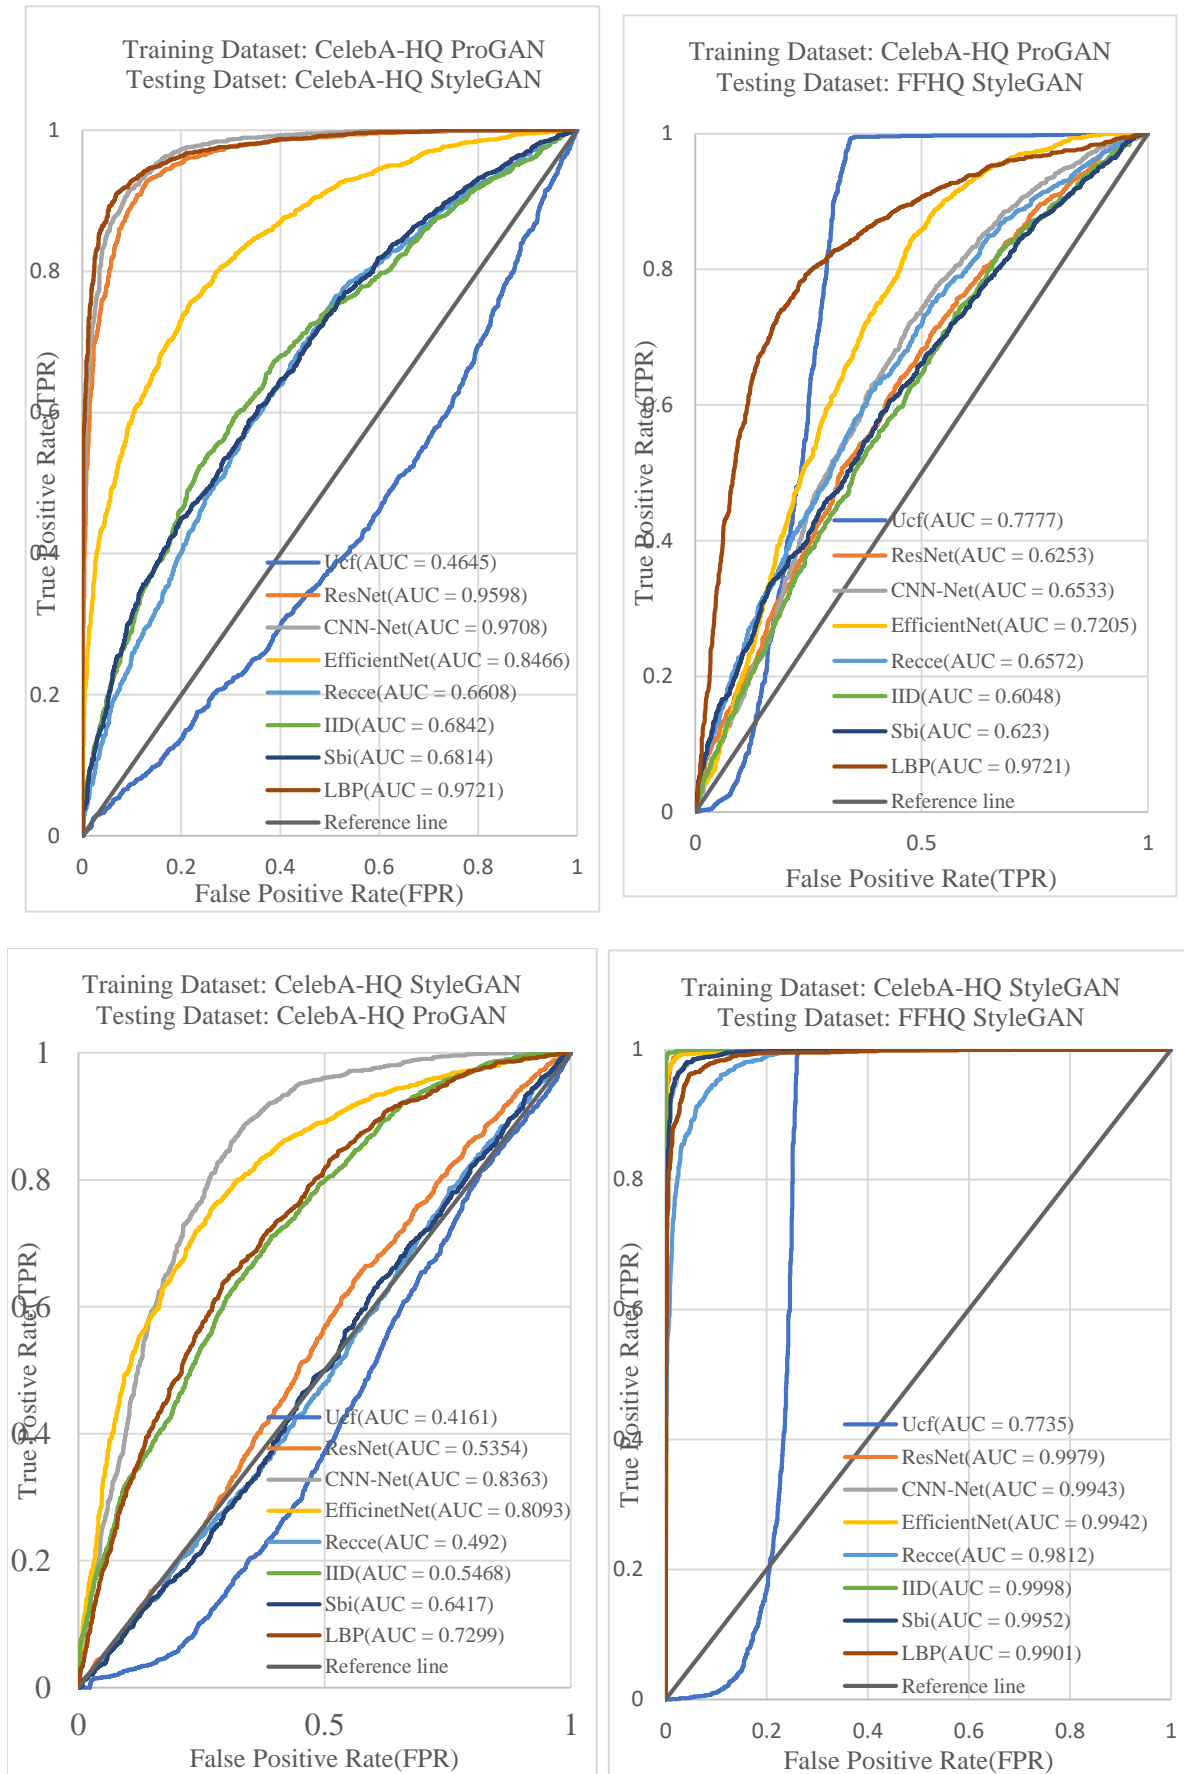 Training Dataset: CelebA-HQ ProGAN
Testing Datset: CelebA-HQ StyleGAN
1
0.8
0.6
0.4
0.2
0
True Positive Rate(TPR)
Ucf(AUC = 0.4645)
ResNet(AUC = 0.9598)
CNN-Net(AUC = 0.9708)
EfficientNet(AUC = 0.8466)
Recce(AUC = 0.6608)
IID(AUC = 0.6842)
Sbi(AUC = 0.6814)
LBP(AUC = 0.9721)
Reference line
0 0.2 0.4 0.6 0.8 1
False Positive Rate(FPR)
Training Dataset: CelebA-HQ ProGAN
Testing Dataset: FFHQ StyleGAN
1
0.8
0.6
0.4
0.2
0
True Positive Rate(TPR)
Ucf(AUC = 0.7777)
ResNet(AUC = 0.6253)
CNN-Net(AUC = 0.6533)
EfficientNet(AUC = 0.7205)
Recce(AUC = 0.6572)
IID(AUC = 0.6048)
Sbi(AUC = 0.623)
LBP(AUC = 0.9721)
Reference line
0 0.5 1
False Positive Rate(TPR)
Training Dataset: CelebA-HQ StyleGAN
Testing Dataset: CelebA-HQ ProGAN
1
0.8
0.6
0.4
0.2
0
True Postive Rate(TPR)
Ucf(AUC = 0.4161)
ResNet(AUC = 0.5354)
CNN-Net(AUC = 0.8363)
EfficinetNet(AUC = 0.8093)
Recce(AUC = 0.492)
IID(AUC = 0.0.5468)
Sbi(AUC = 0.6417)
LBP(AUC = 0.7299)
Reference line
0 0.5 1
False Positive Rate(FPR)
Training Dataset: CelebA-HQ StyleGAN
Testing Dataset: FFHQ StyleGAN
1
0.8
0.6
0.4
0.2
0
True Positive Rate(TPR)
Ucf(AUC = 0.7735)
ResNet(AUC = 0.9979)
CNN-Net(AUC = 0.9943)
EfficientNet(AUC = 0.9942)
Recce(AUC = 0.9812)
IID(AUC = 0.9998)
Sbi(AUC = 0.9952)
LBP(AUC = 0.9901)
Reference line
0 0.2 0.4 0.6 0.8 1
False Positive Rate(FPR)